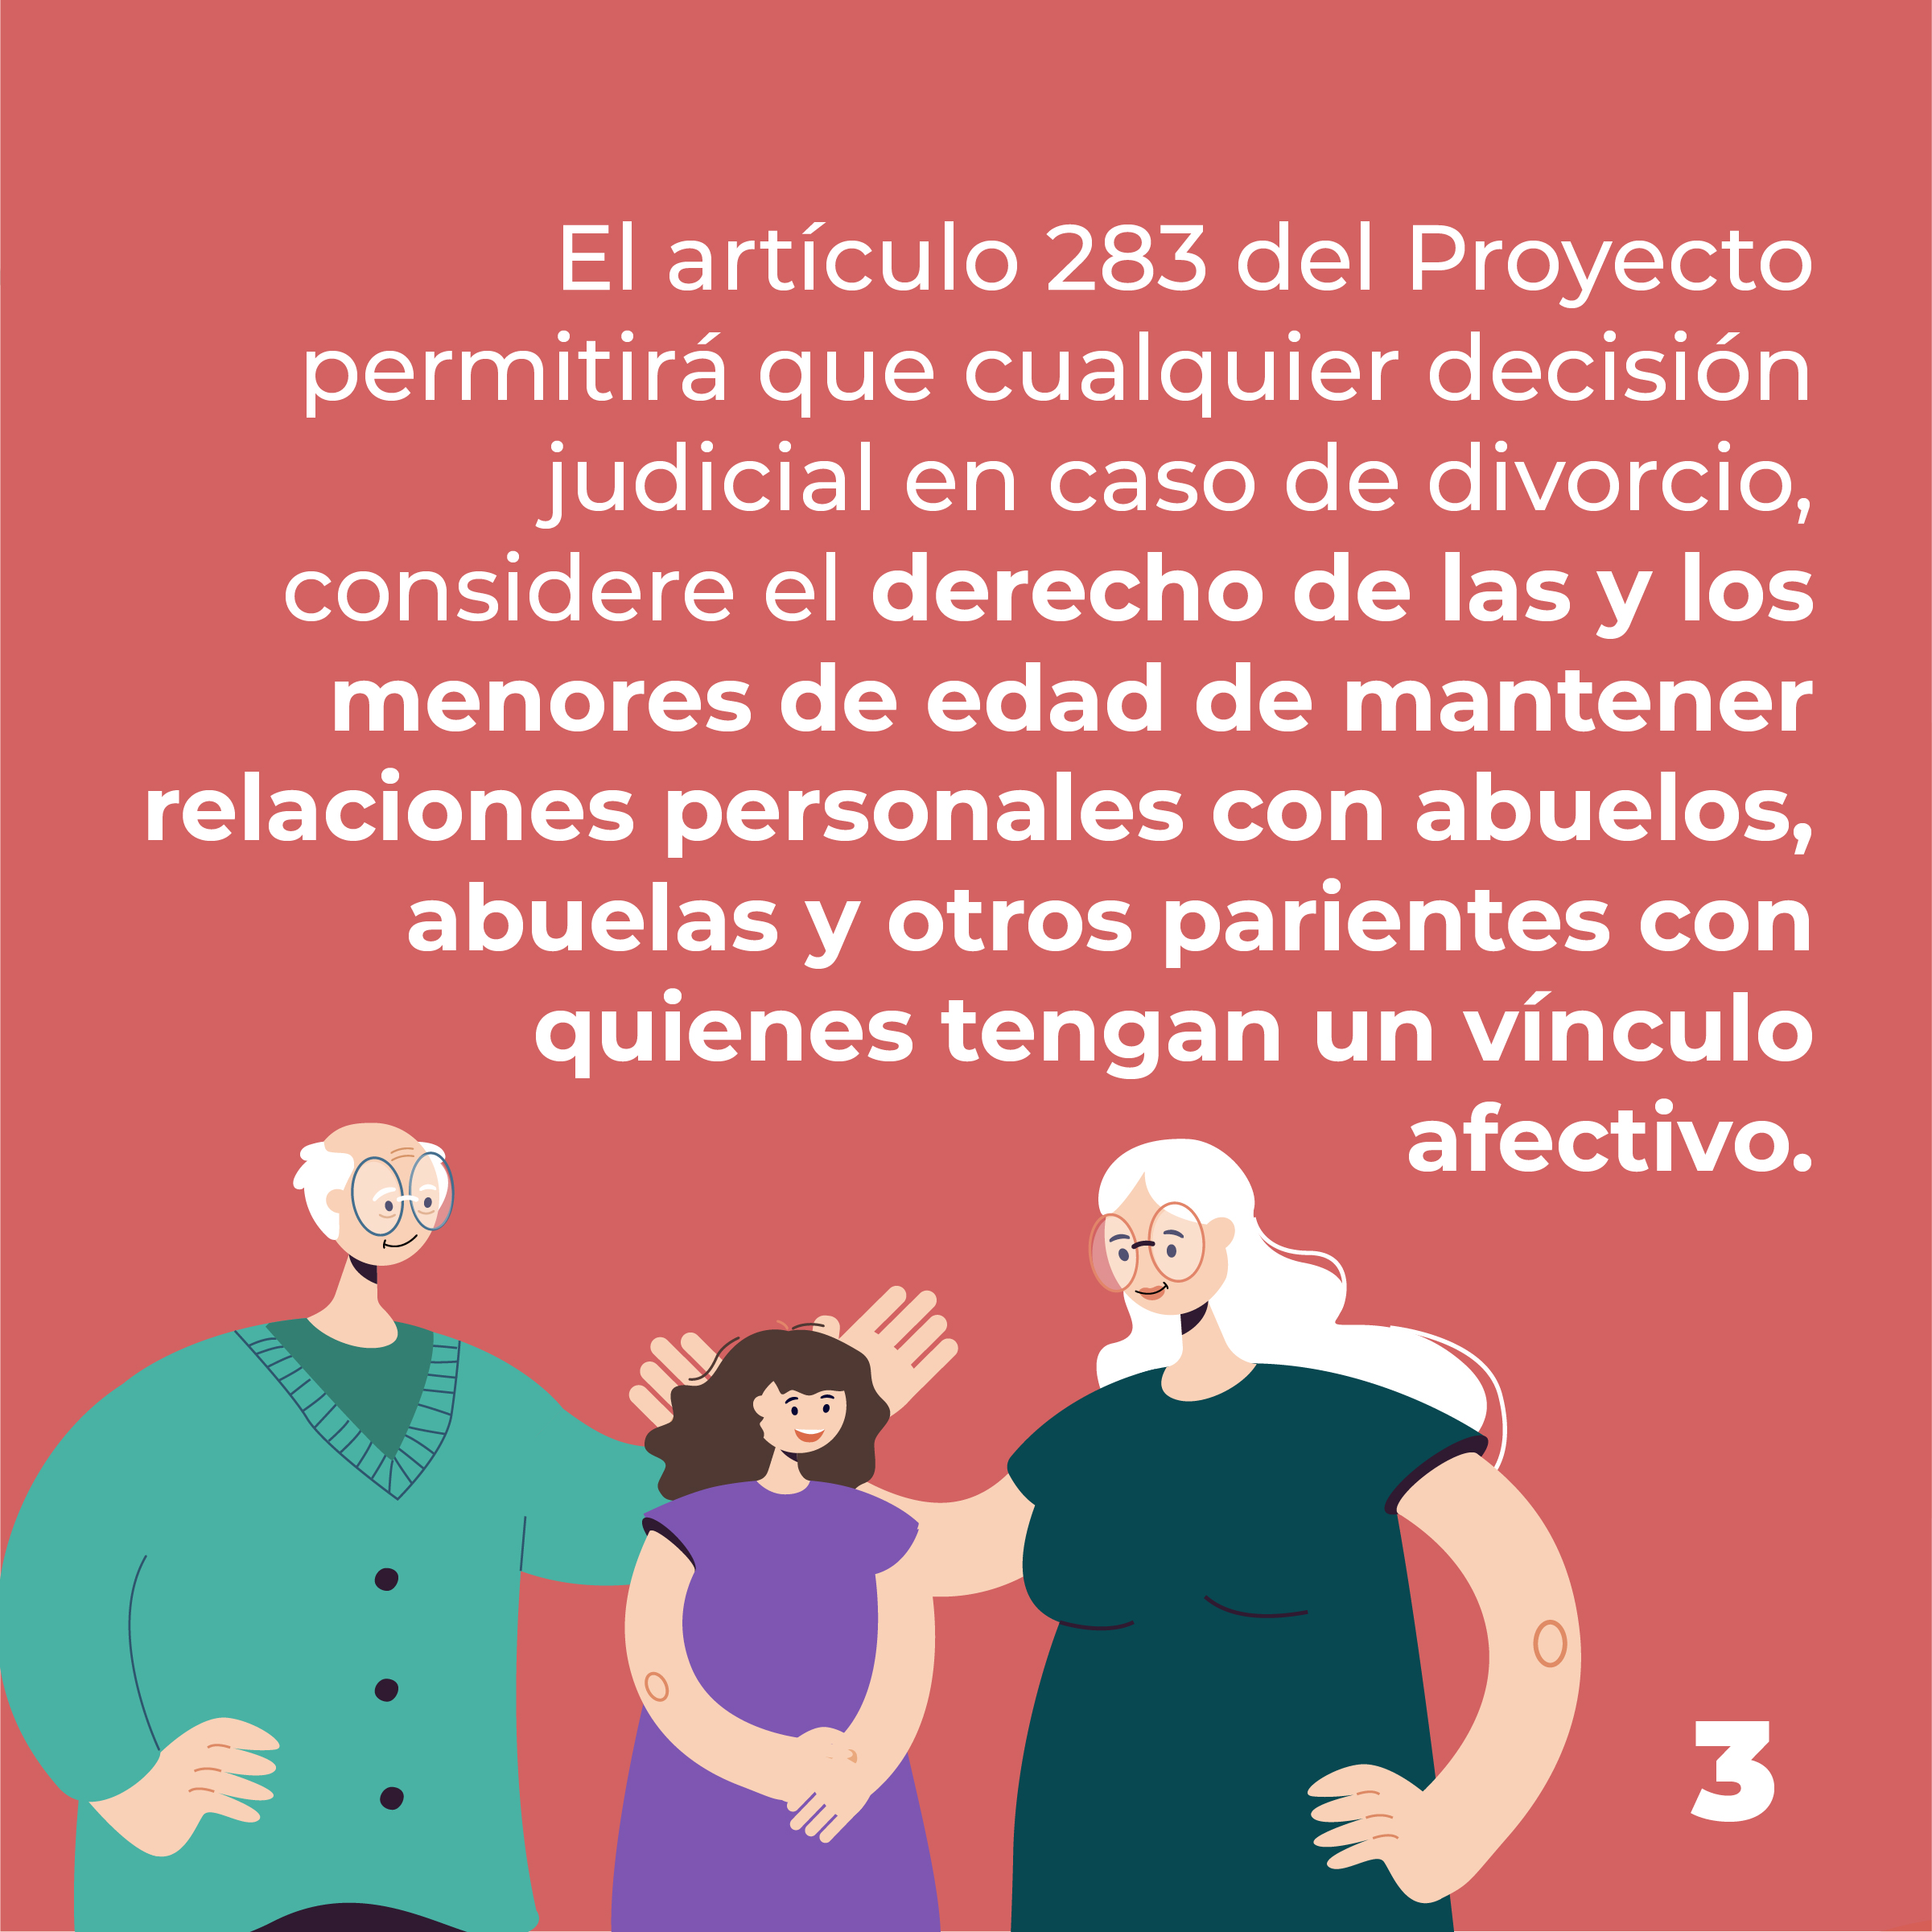 El artículo 283 del Proyecto
permitirá que cualquier decisión
judicial en caso de divorcio,
considere el derecho de las y los
menores de edad de mantener
relaciones personales con abuelos,
abuelas y otros parientes con
quienes tengan un vínculo
afectivo.
3